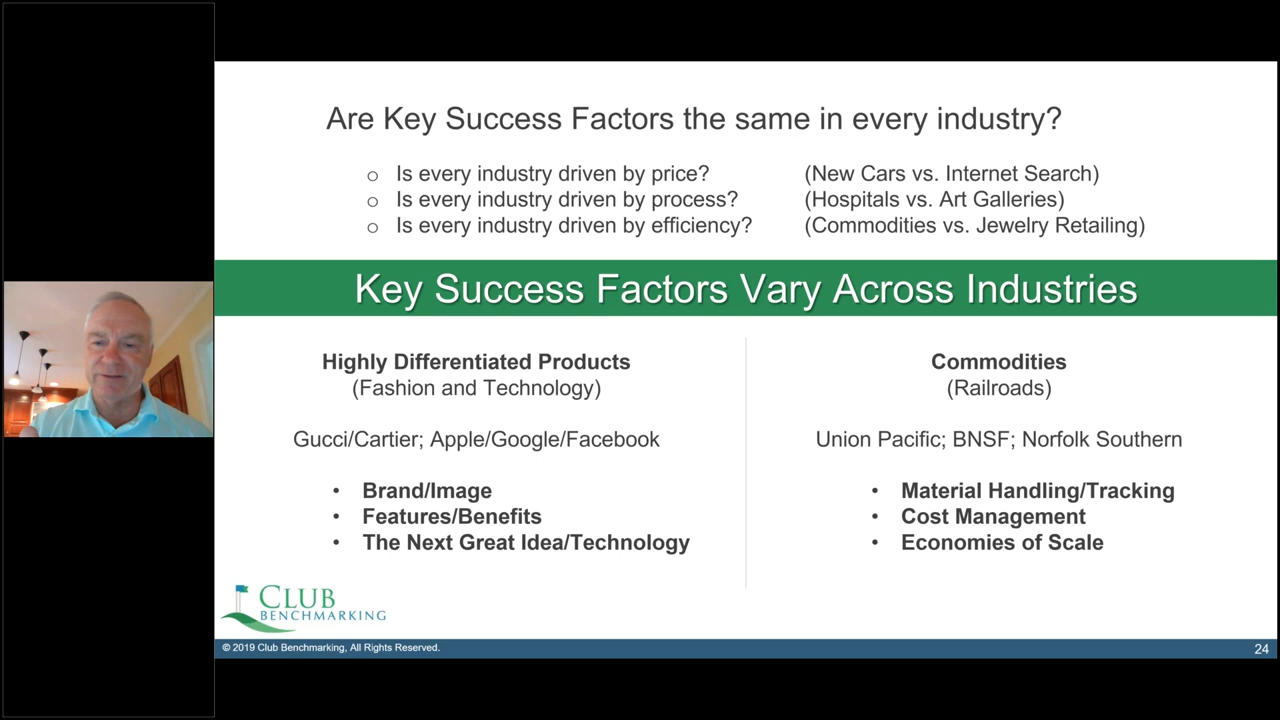 Are Key Success Factors the same in every industry?
o Is every industry driven by price? (New Cars vs. Internet Search)
o Is every industry driven by process? (Hospitals vs. Art Galleries)
o Is every industry driven by efficiency? (Commodities vs. Jewelry Retailing)
Key Success Factors Vary Across Industries
Highly Differentiated Products
(Fashion and Technology)
Gucci/Cartier; Apple/Google/Facebook
• Brand/Image
• Features/Benefits
• The Next Great Idea/Technology
Commodities
(Railroads)
Union Pacific; BNSF; Norfolk Southern
• Material Handling/Tracking
• Cost Management
• Economies of Scale
CLUB
BENCHMARKING
© 2019 Club Benchmarking, All Rights Reserved.
24